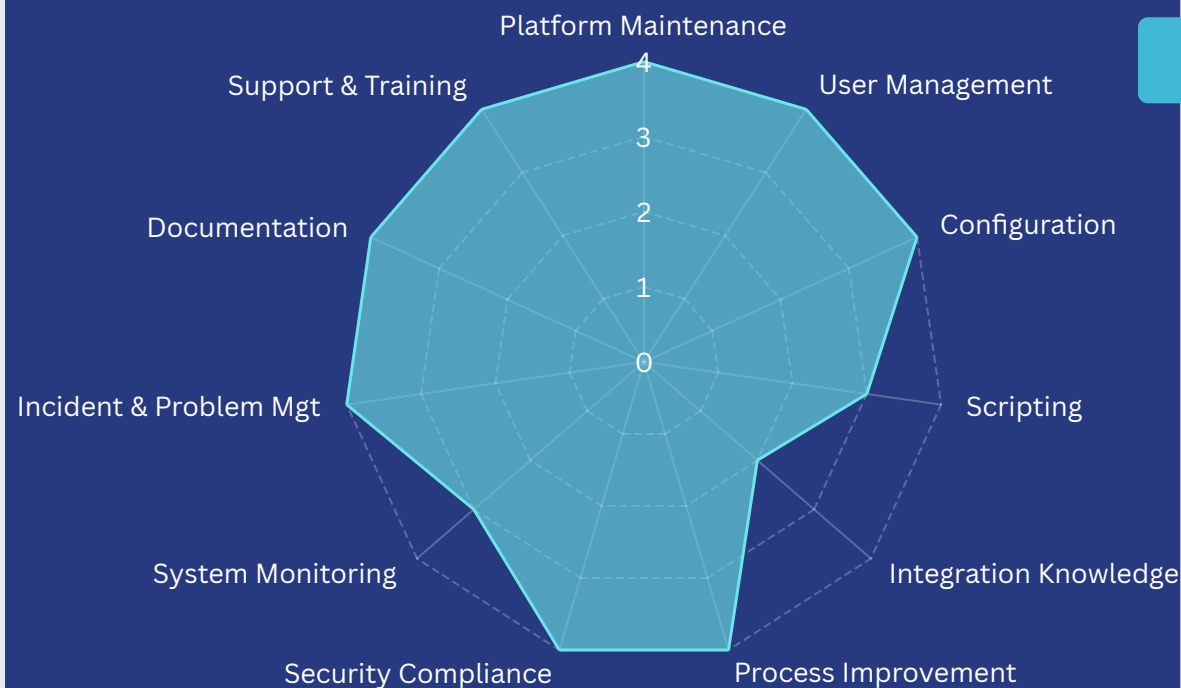 Platform Maintenance
4
Support & Training
User Management
3
2
Documentation
Configuration
1
0
Incident & Problem Mgt
Scripting
System Monitoring
Integration Knowledge
Security Compliance
Process Improvement